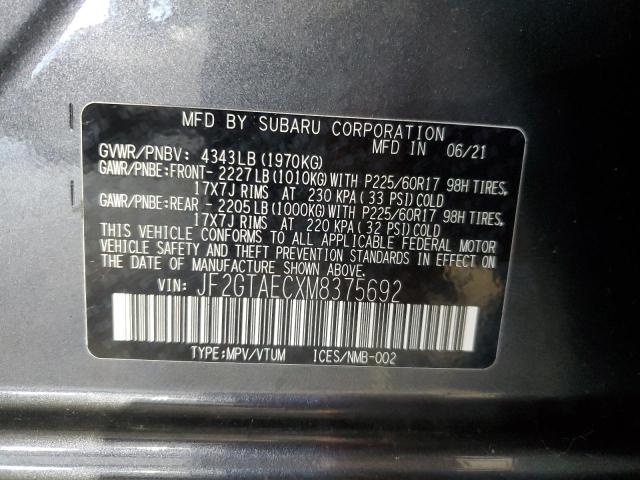 MFD BY SUBARU CORPORATION
MFD IN 06/21
GVWR/PNBV: 4343LB(1970KG)
GAWR/PNBE:FRONT- 2227LB(1010KG)WITH P225/60R17 98H TIRES,
17X7J RIMS AT 230 KPA(33 PSI)COLD
GAWR/PNBE:REAR - 2205LB(1000KG)WITH P225/60R17 98H TIRES,
17X7J RIMS AT 220 KPA(32 PSI)COLD
THIS VEHICLE CONFORMS TO ALL APPLICABLE FEDERAL MOTOR
VEHICLE SAFETY AND THEFT PREVENTION STANDARDS IN EFFECT ON
THE DATE OF MANUFACTURE SHOWN ABOVE.
VIN: JF2GTAECXM8375692
TYPE:MPV/VTUM ICES/NMB-002